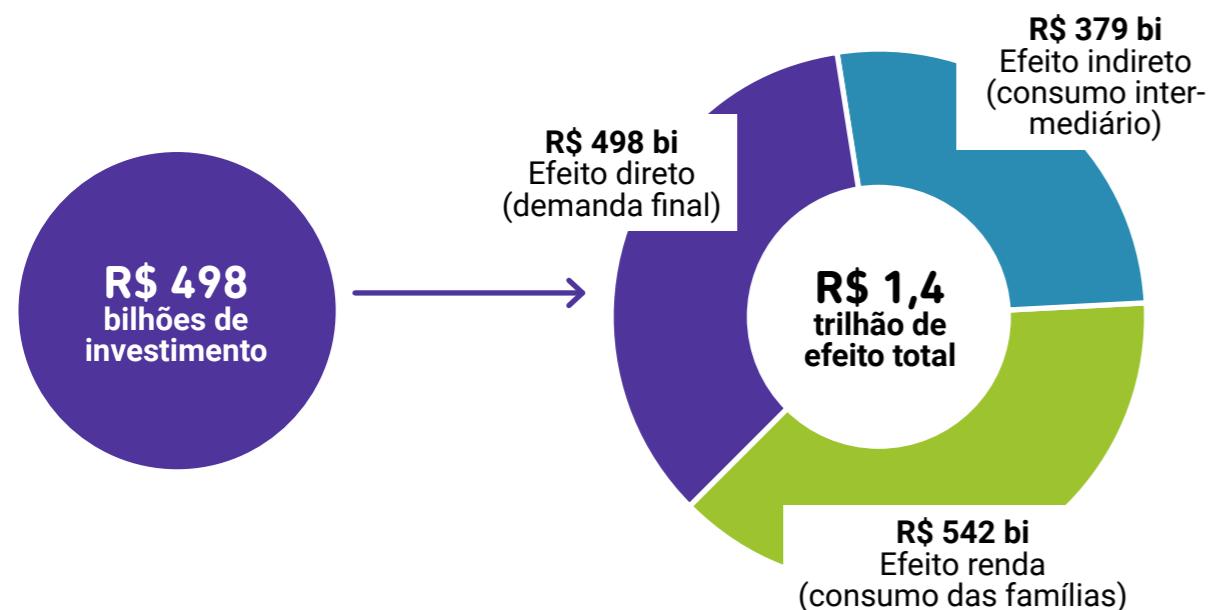 R$ 498
bilhões de
investimento
R$ 498 bi
Efeito direto
(demanda final)
R$ 379 bi
Efeito indireto
(consumo inter-
mediário)
R$ 1,4
trilhão de
efeito total
R$ 542 bi
Efeito renda
(consumo das famílias)